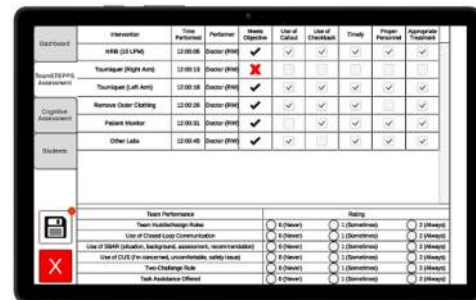 Dashboard
TeamSTEPPS Assessment
Cognitive Assessment
Students
Intervention Time Performed Performer Meets Objective Use of Callout Use of Checkback Timely Proper Personnel Appropriate Treatment
NRB (15 LPM) 12:00:05 Doctor (RW)
Tourniquet (Right Arm) 12:00:13 Doctor (RW)
Tourniquet (Left Arm) 12:00:18 Doctor (RW)
Remove Outer Clothing 12:00:26 Doctor (RW)
Patient Monitor 12:00:31 Doctor (RW)
Other Labs 12:00:45 Doctor (RW)
Team Performance Rating
Team Huddle/Assign Roles 0 (Never) 1 (Sometimes) 2 (Always)
Use of Closed-Loop Communication 0 (Never) 1 (Sometimes) 2 (Always)
Use of SBAR (situation, background, assessment, recommendation) 0 (Never) 1 (Sometimes) 2 (Always)
Use of CUS (I'm concerned, uncomfortable, safety issue) 0 (Never) 1 (Sometimes) 2 (Always)
Two-Challenge Rule 0 (Never) 1 (Sometimes) 2 (Always)
Task Assistance Offered 0 (Never) 1 (Sometimes) 2 (Always)
X